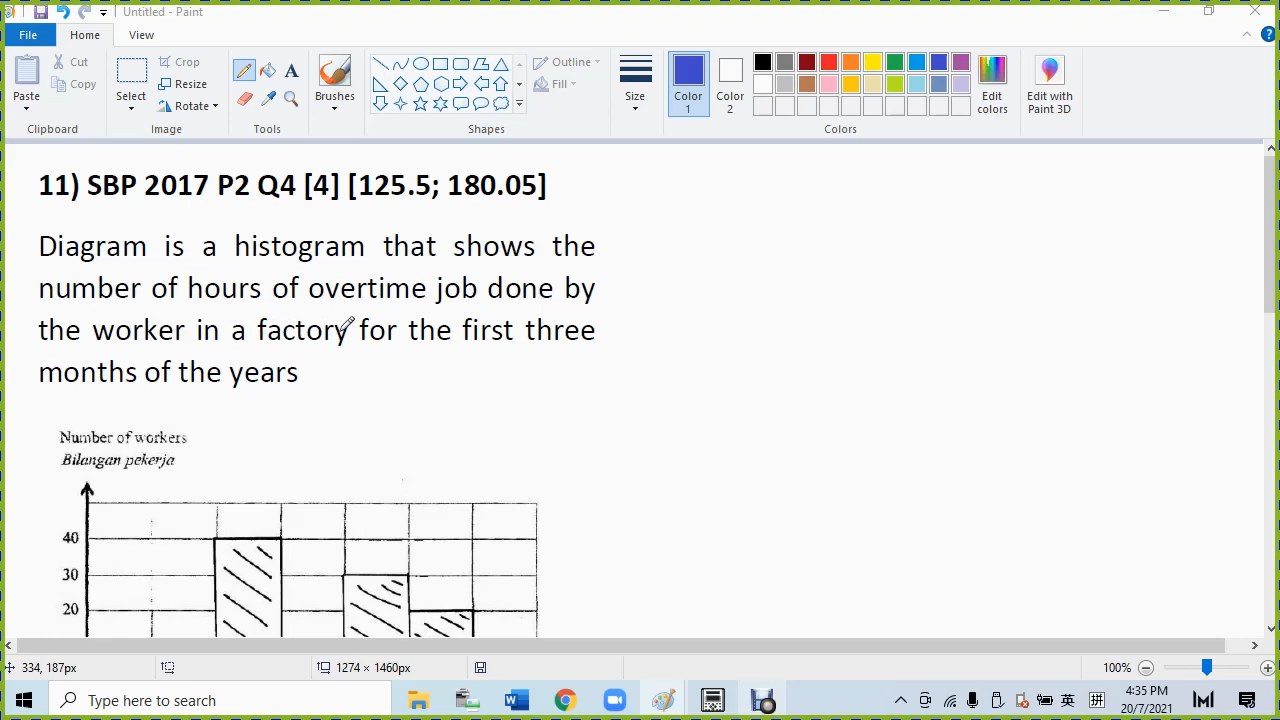 Untitled - Paint
File
Home
View
Paste
Cut
Copy
Clipboard
Select
Crop
Resize
Rotate
Image
A
Tools
Brushes
Shapes
Outline
Fill
Size
Color 1
Color 2
Colors
Edit colors
Edit with Paint 3D
11) SBP 2017 P2 Q4 [4] [125.5; 180.05]
Diagram is a histogram that shows the
number of hours of overtime job done by
the worker in a factory for the first three
months of the years
Number of workers
Bilangan pekerja
40
30
20
334, 187px
1274 × 1460px
100%
Type here to search
英
拼
4:35 PM
20/7/2021